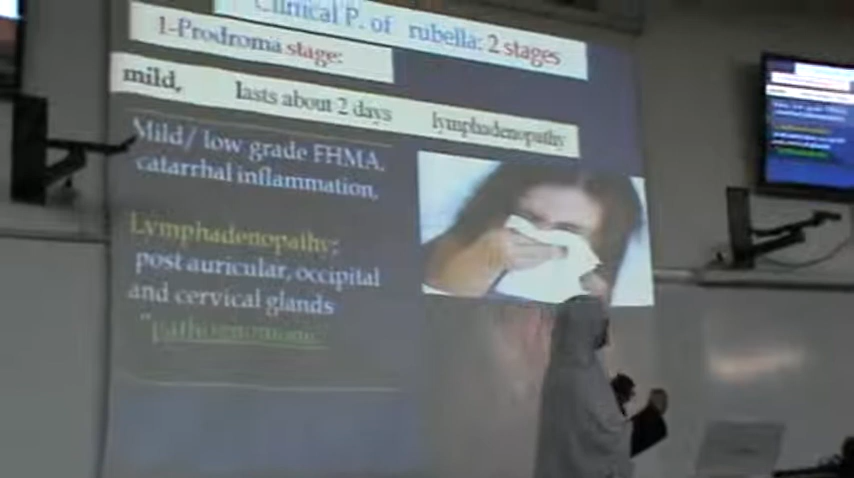 Clinical P. of rubella: 2 stages
1-Prodroma stage:
mild, lasts about 2 days lymphadenopathy
Mild/ low grade FHMA,
catarrhal inflammation,
Lymphadenopathy;
post auricular, occipital
and cervical glands
"pathognomonic"